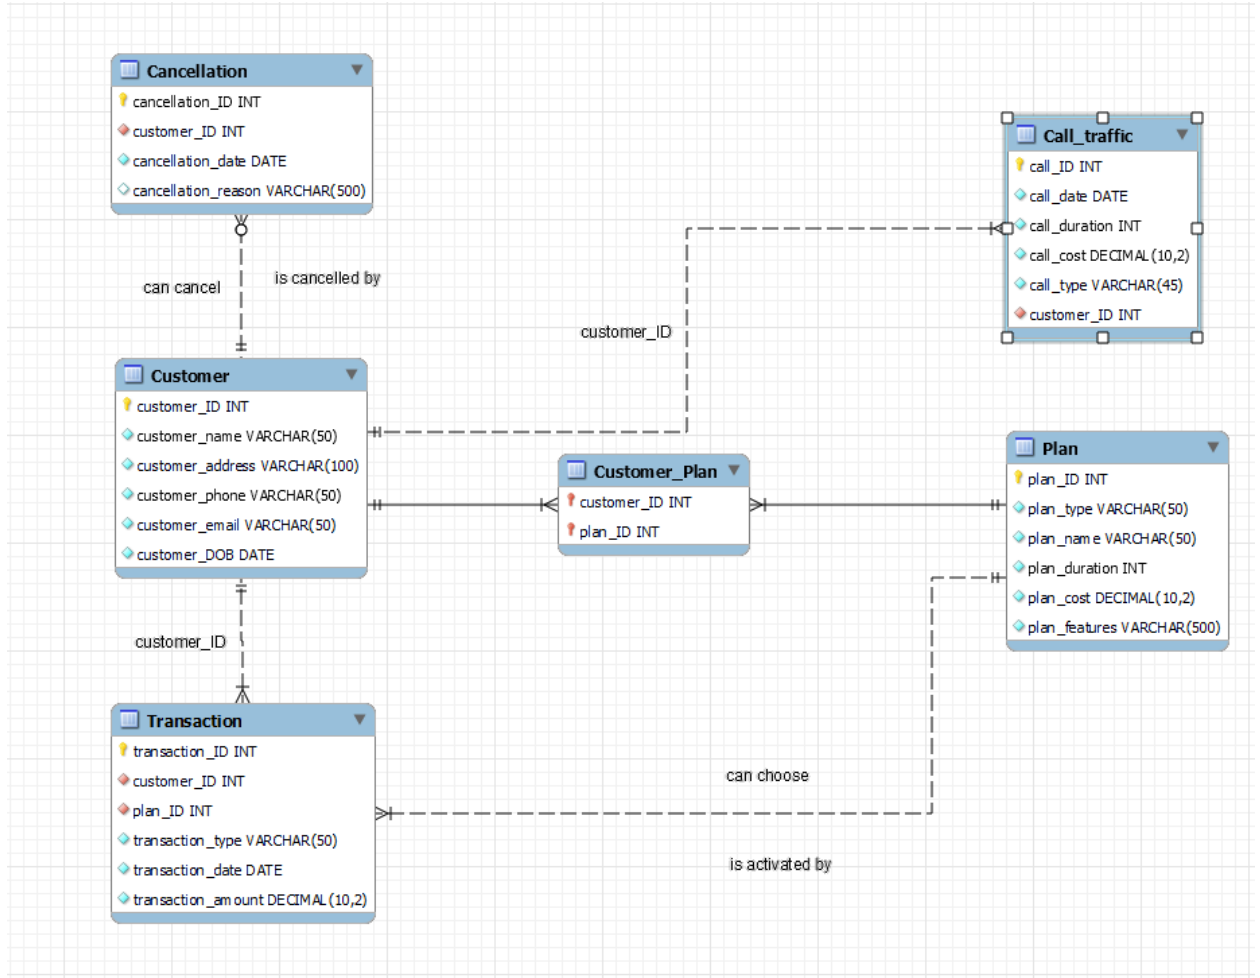 Cancellation
cancellation_ID INT
customer_ID INT
cancellation_date DATE
cancellation_reason VARCHAR(500)
can cancel
is cancelled by
Customer
customer_ID INT
customer_name VARCHAR(50)
customer_address VARCHAR(100)
customer_phone VARCHAR(50)
customer_email VARCHAR(50)
customer_DOB DATE
customer_ID
Transaction
transaction_ID INT
customer_ID INT
plan_ID INT
transaction_type VARCHAR(50)
transaction_date DATE
transaction_amount DECIMAL(10,2)
customer_ID
Customer_Plan
customer_ID INT
plan_ID INT
can choose
is activated by
Call_traffic
call_ID INT
call_date DATE
call_duration INT
call_cost DECIMAL(10,2)
call_type VARCHAR(45)
customer_ID INT
Plan
plan_ID INT
plan_type VARCHAR(50)
plan_name VARCHAR(50)
plan_duration INT
plan_cost DECIMAL(10,2)
plan_features VARCHAR(500)